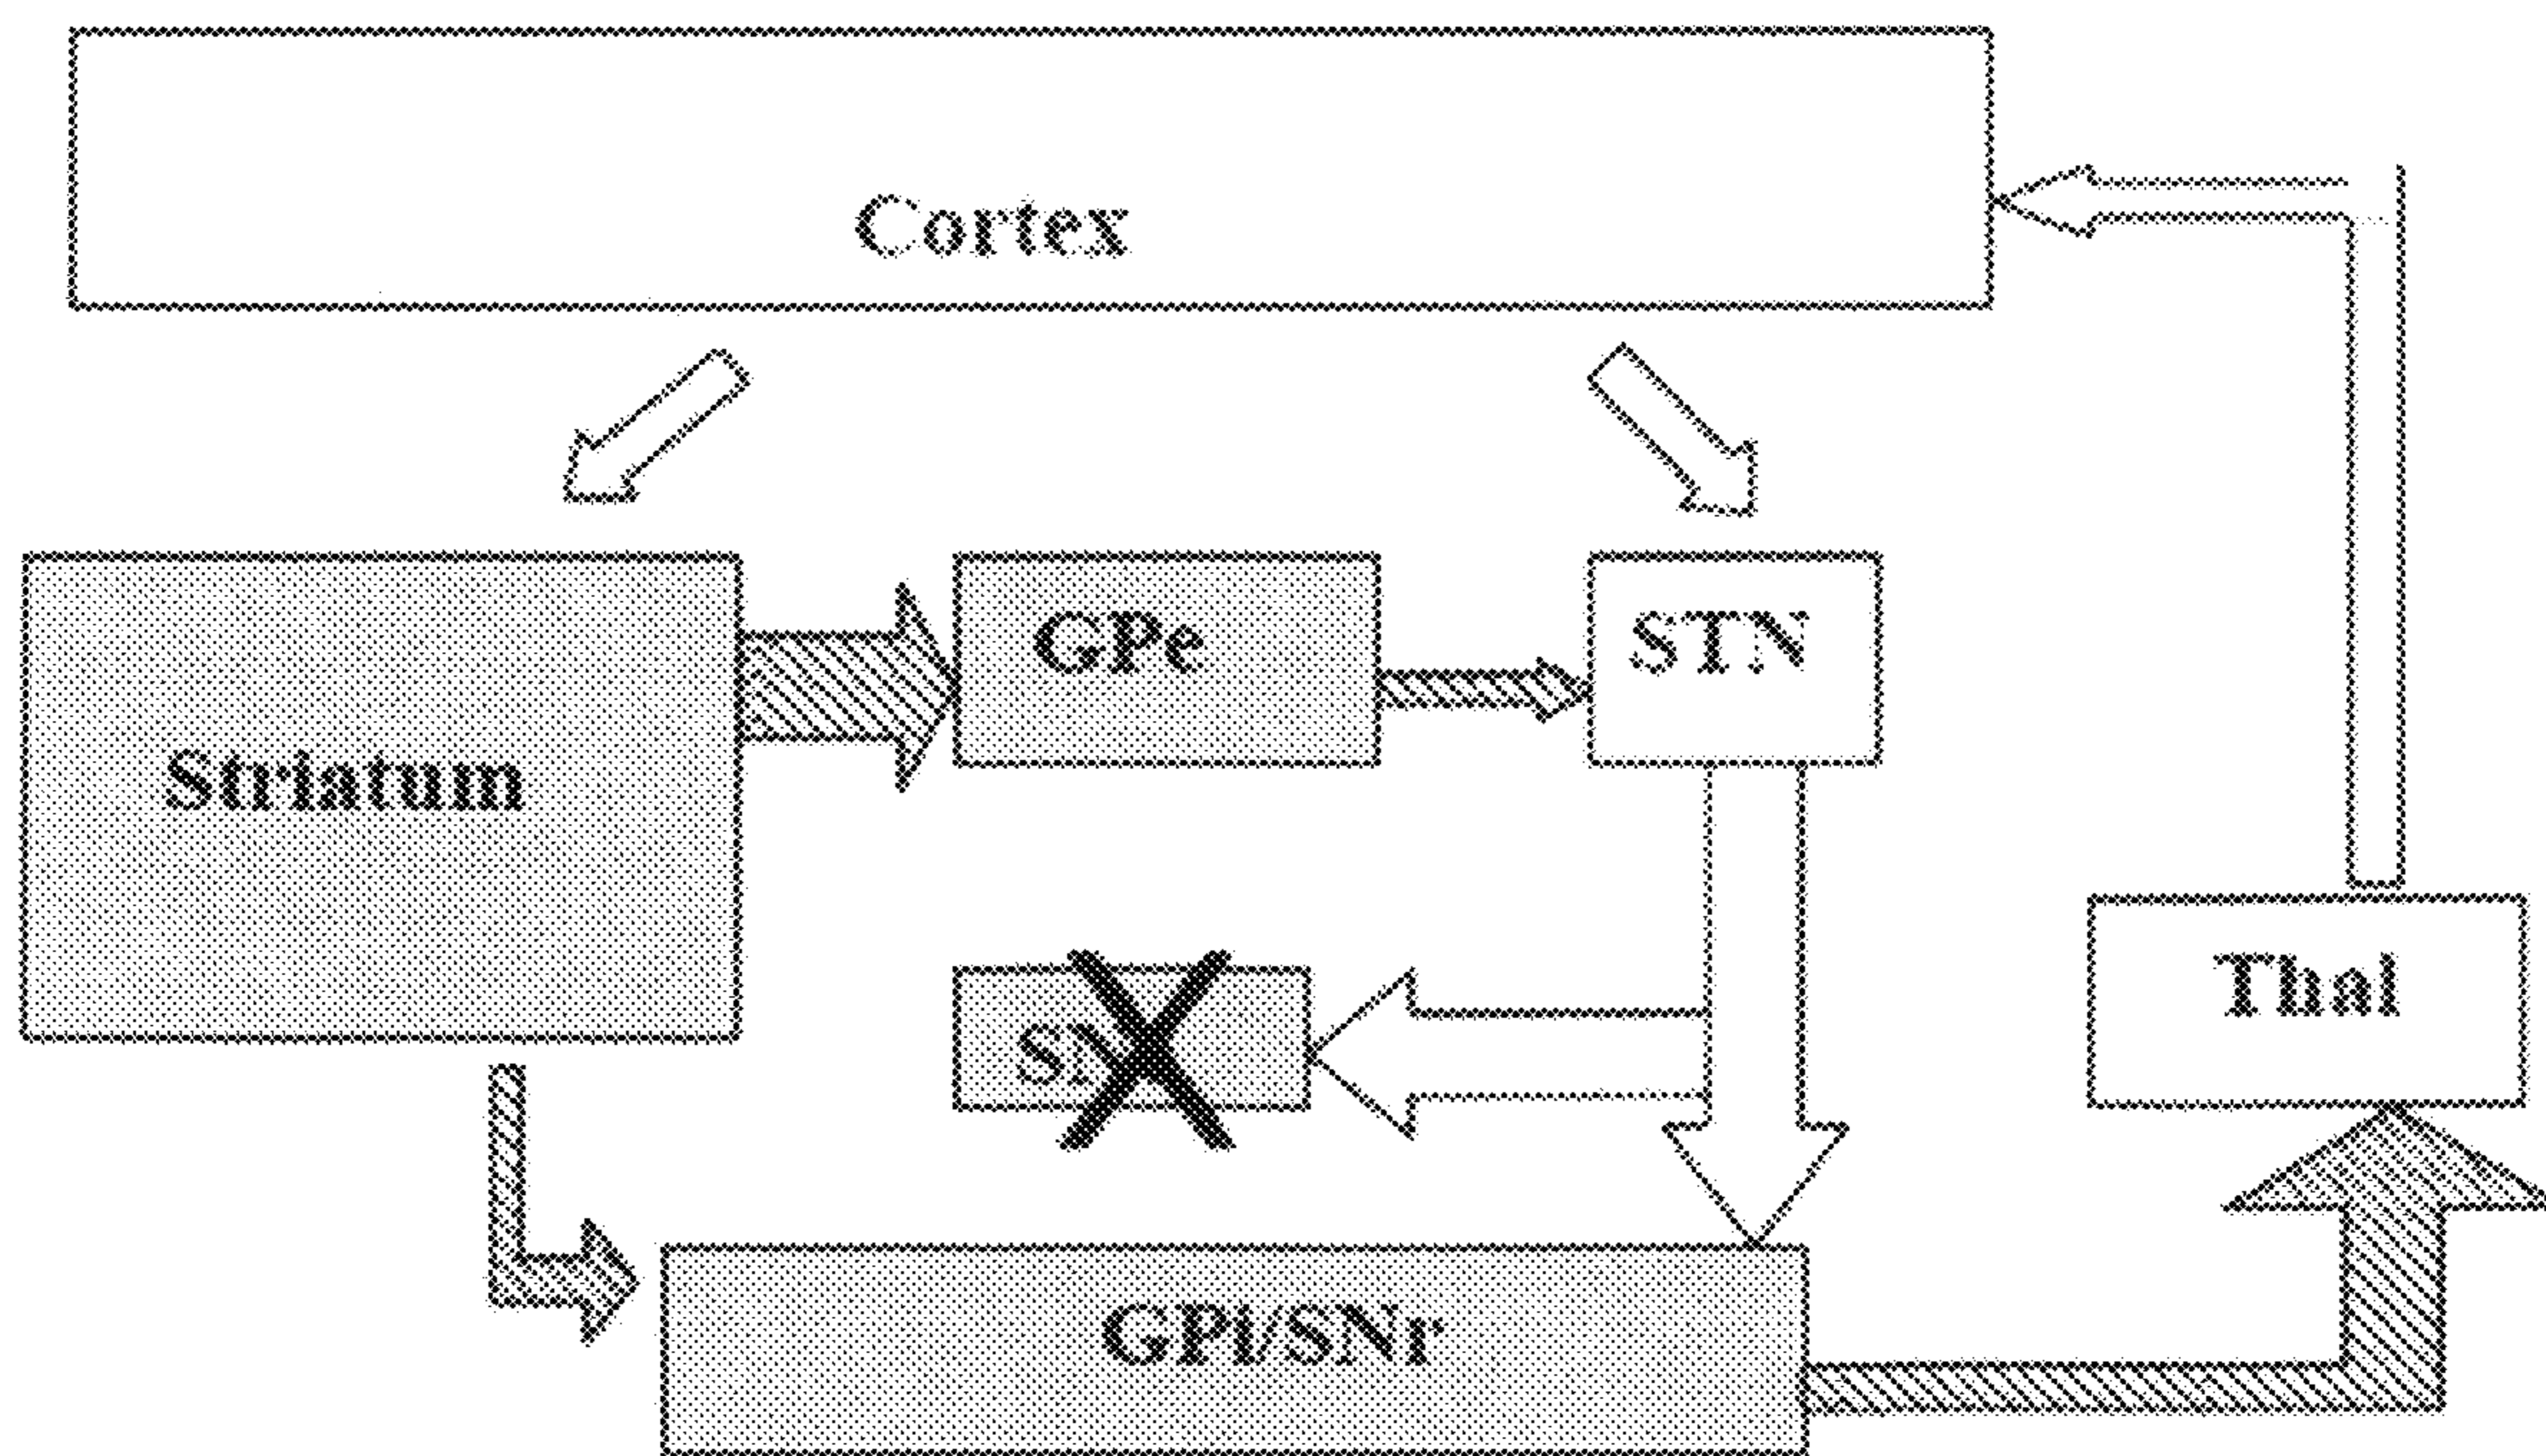 Cortex
GPe
STN
Striatum
Thal
GPi/SNr